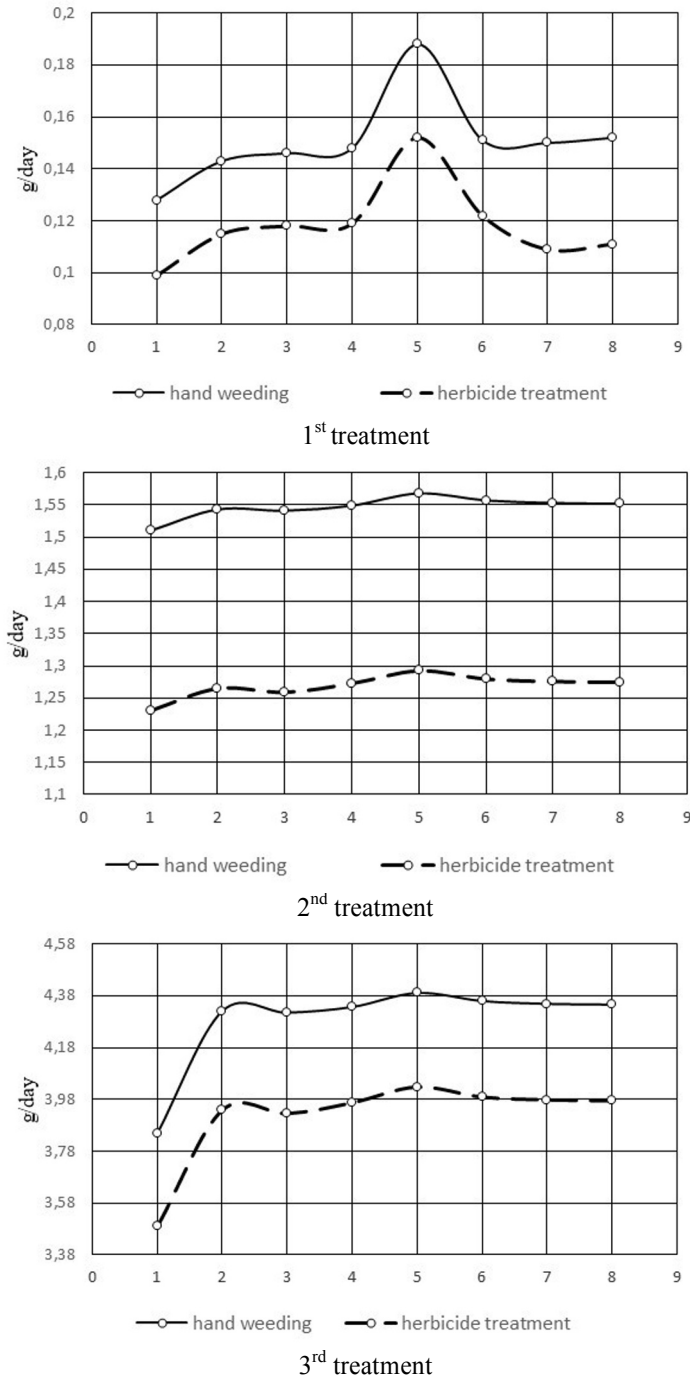 0,2
0,18
0,16
0,14
0,12
0,1
0,08
g/day
0 1 2 3 4 5 6 7 8 9
hand weeding herbicide treatment
1st treatment
1,6
1,55
1,5
1,45
1,4
1,35
1,3
1,25
1,2
1,15
1,1
g/day
0 1 2 3 4 5 6 7 8 9
hand weeding herbicide treatment
2nd treatment
4,58
4,38
4,18
3,98
3,78
3,58
3,38
g/day
0 1 2 3 4 5 6 7 8 9
hand weeding herbicide treatment
3rd treatment